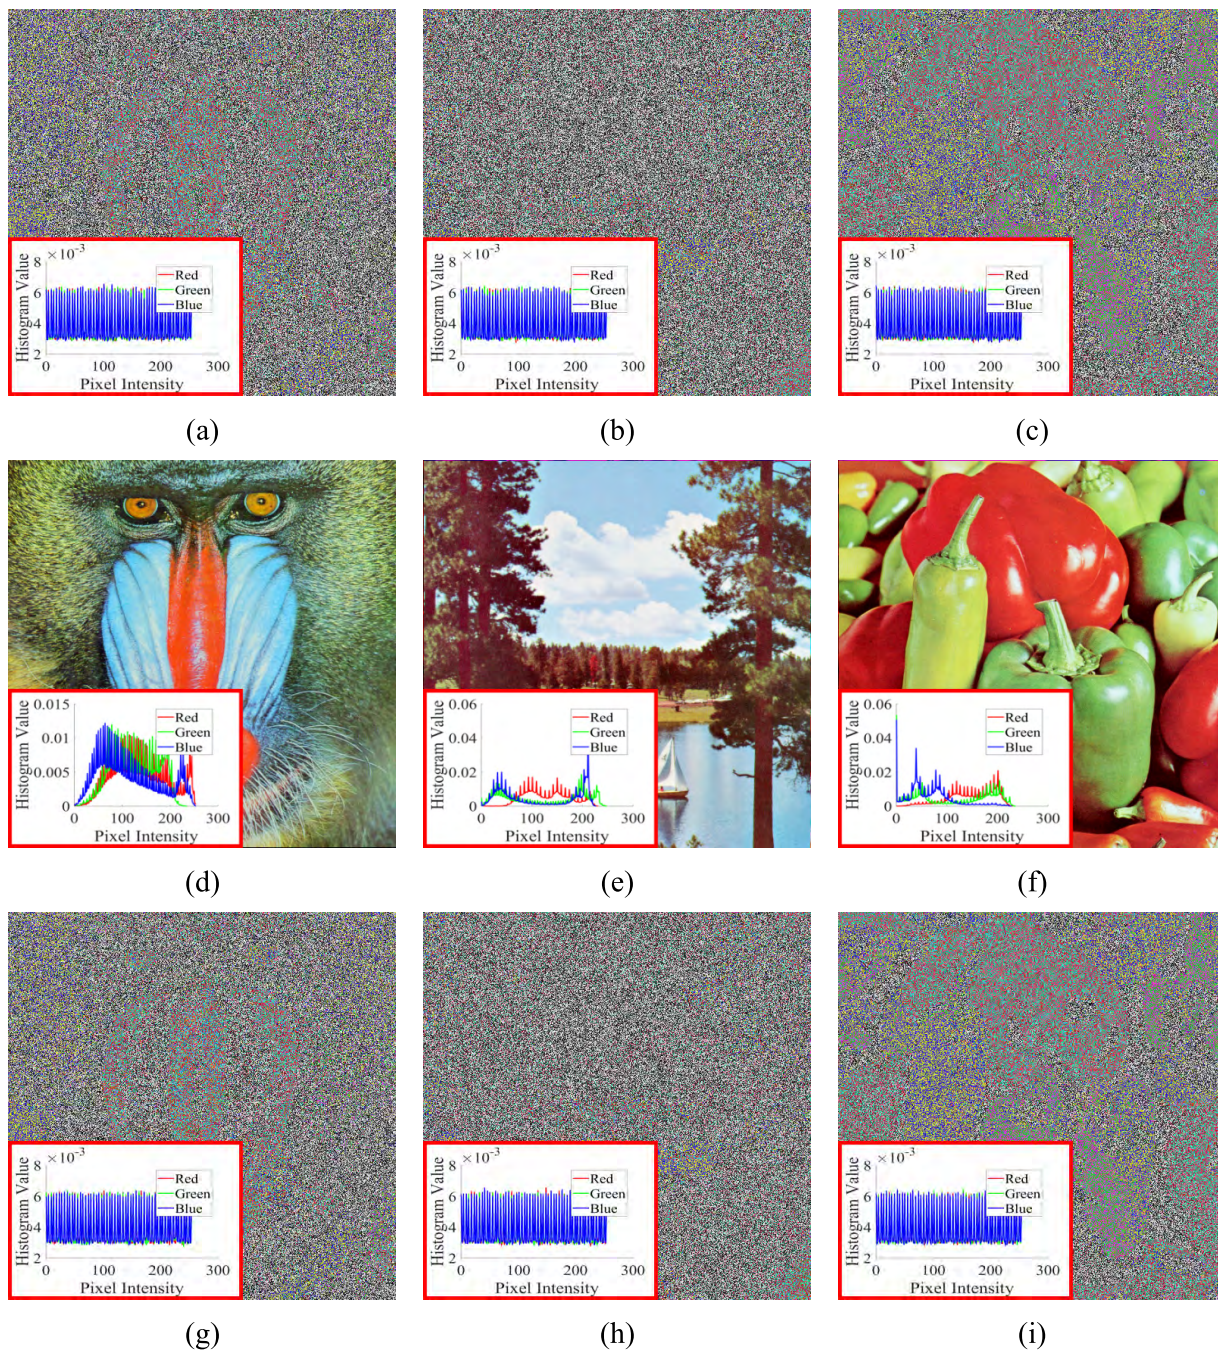 ×10⁻³
8
6
4
2
Histogram Value
Red
Green
Blue
0 100 200 300
Pixel Intensity
(a)
×10⁻³
8
6
4
2
Histogram Value
Red
Green
Blue
0 100 200 300
Pixel Intensity
(b)
×10⁻³
8
6
4
2
Histogram Value
Red
Green
Blue
0 100 200 300
Pixel Intensity
(c)
0.015
0.01
0.005
0
Histogram Value
Red
Green
Blue
0 100 200 300
Pixel Intensity
(d)
0.06
0.04
0.02
0
Histogram Value
Red
Green
Blue
0 100 200 300
Pixel Intensity
(e)
0.06
0.04
0.02
0
Histogram Value
Red
Green
Blue
0 100 200 300
Pixel Intensity
(f)
×10⁻³
8
6
4
2
Histogram Value
Red
Green
Blue
0 100 200 300
Pixel Intensity
(g)
×10⁻³
8
6
4
2
Histogram Value
Red
Green
Blue
0 100 200 300
Pixel Intensity
(h)
×10⁻³
8
6
4
2
Histogram Value
Red
Green
Blue
0 100 200 300
Pixel Intensity
(i)